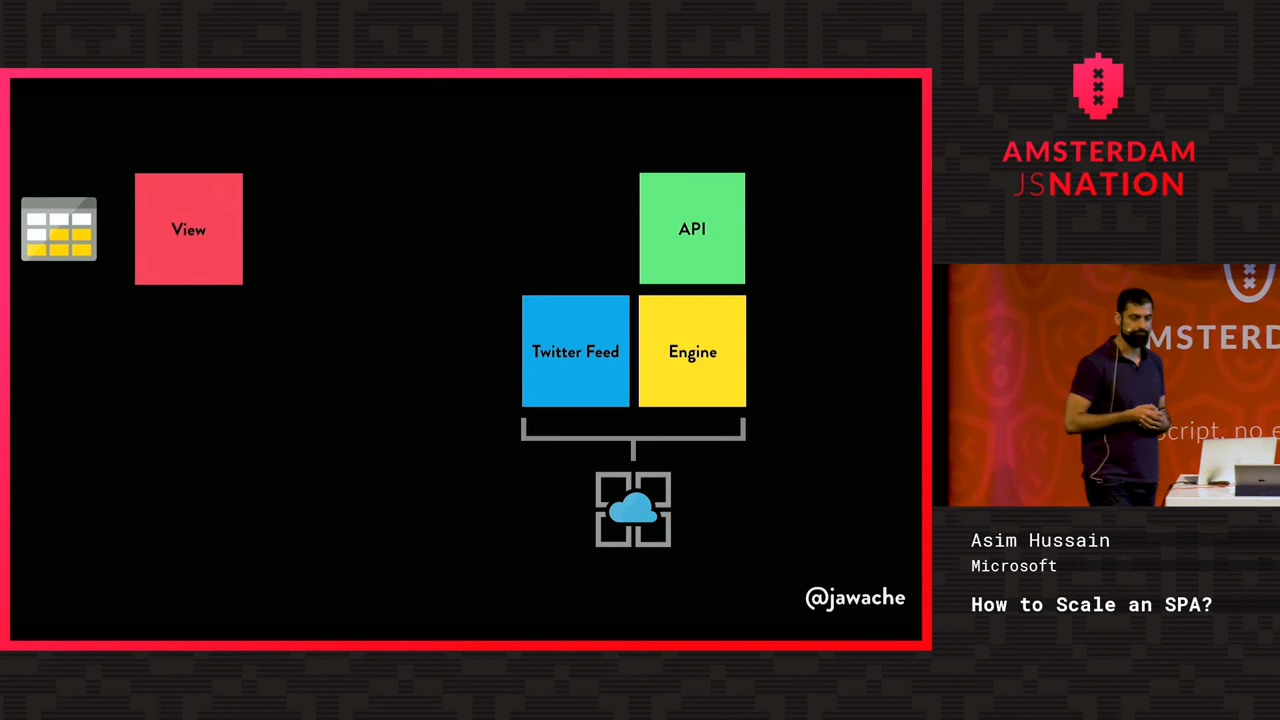 View
API
Twitter Feed
Engine
@jawache
AMSTERDAM
JSNATION
MSTERD
script, no e
Asim Hussain
Microsoft
How to Scale an SPA?